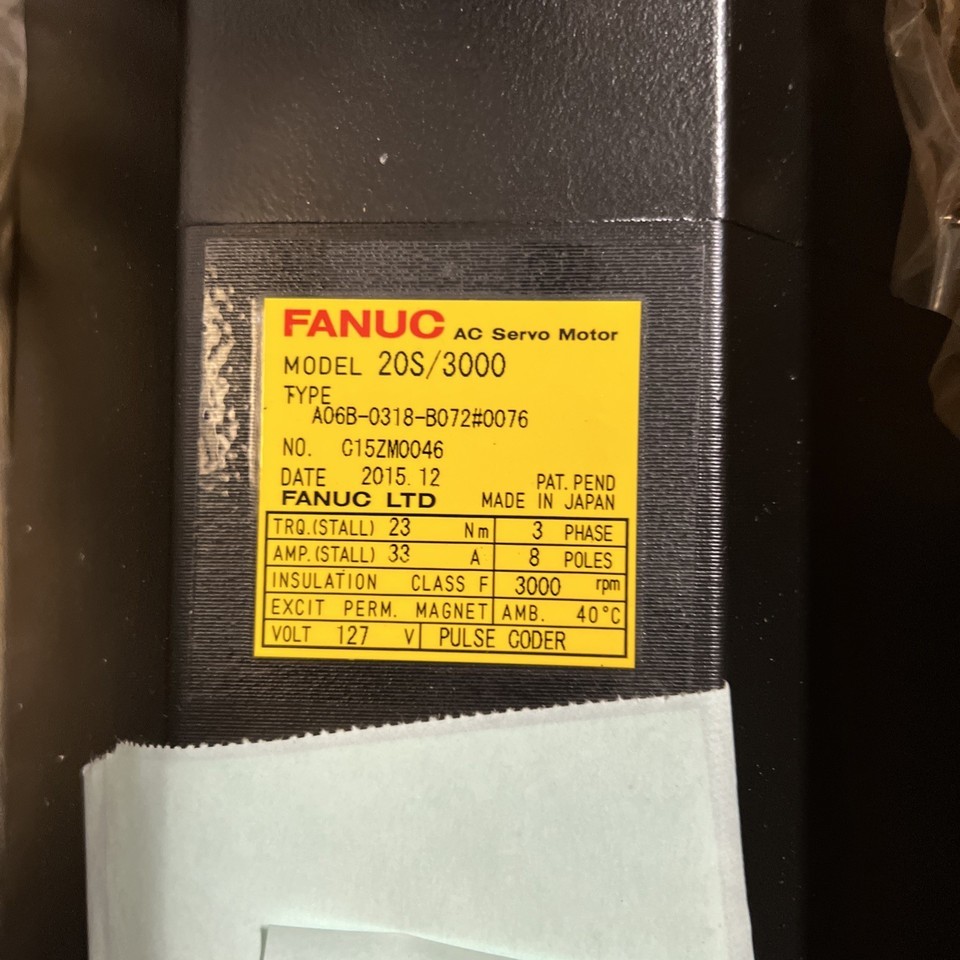 FANUC AC Servo Motor
MODEL 20S/3000
TYPE
A06B-0318-B072#0076
NO. C15ZM0046
DATE 2015.12 PAT.PEND
FANUC LTD MADE IN JAPAN
TRQ.(STALL) 23 Nm 3 PHASE
AMP.(STALL) 33 A 8 POLES
INSULATION CLASS F 3000 rpm
EXCIT PERM. MAGNET AMB. 40°C
VOLT 127 V PULSE CODER